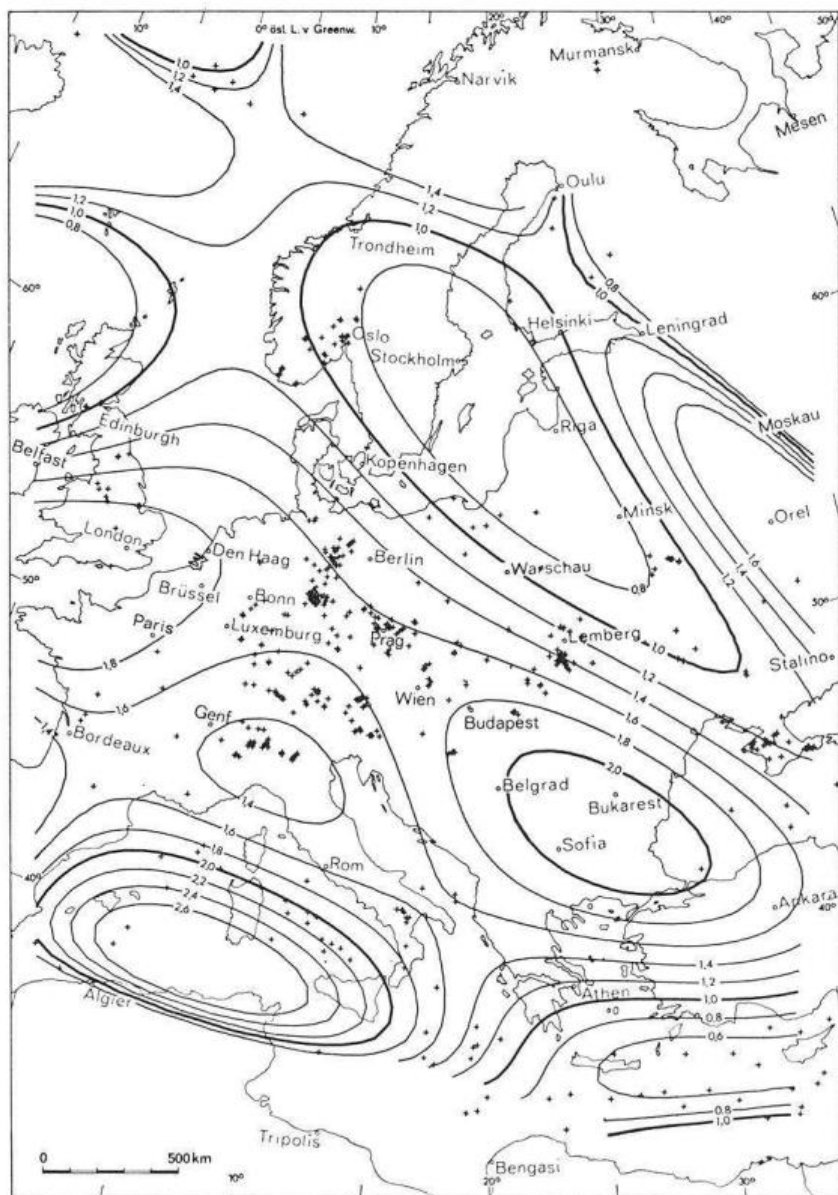 10° 0° ösl. L. v Greenw. 10° 20° 30° 40° 50°
Murmansk
1,0
1,2
1,4
Narvik
Mesen
Oulu
1,4
1,2
1,2
1,0
1,0
0,8
Trondheim
60°
0,8
1,0
60°
Helsinki
Leningrad
Oslo
Stockholm
Moskau
Riga
Edinburgh
Belfast
Kopenhagen
Minsk
Orel
London
Den Haag
Berlin
1,6
1,4
1,2
Warschau
50°
Brüssel
Bonn
0,8
50°
Paris
Luxemburg
Prag
Lemberg
1,0
Stalino
1,8
1,2
1,4
1,6
Wien
1,6
Genf
Budapest
1,8
1,4
Bordeaux
2,0
Belgrad
Bukarest
1,4
Sofia
1,6
1,8
2,0
Rom
2,2
40°
2,4
2,6
Ankara
40°
1,4
1,2
Athen
1,0
Algier
0,8
0,6
0,8
1,0
Tripolis
0 500 km
Bengasi
10° 20° 30°